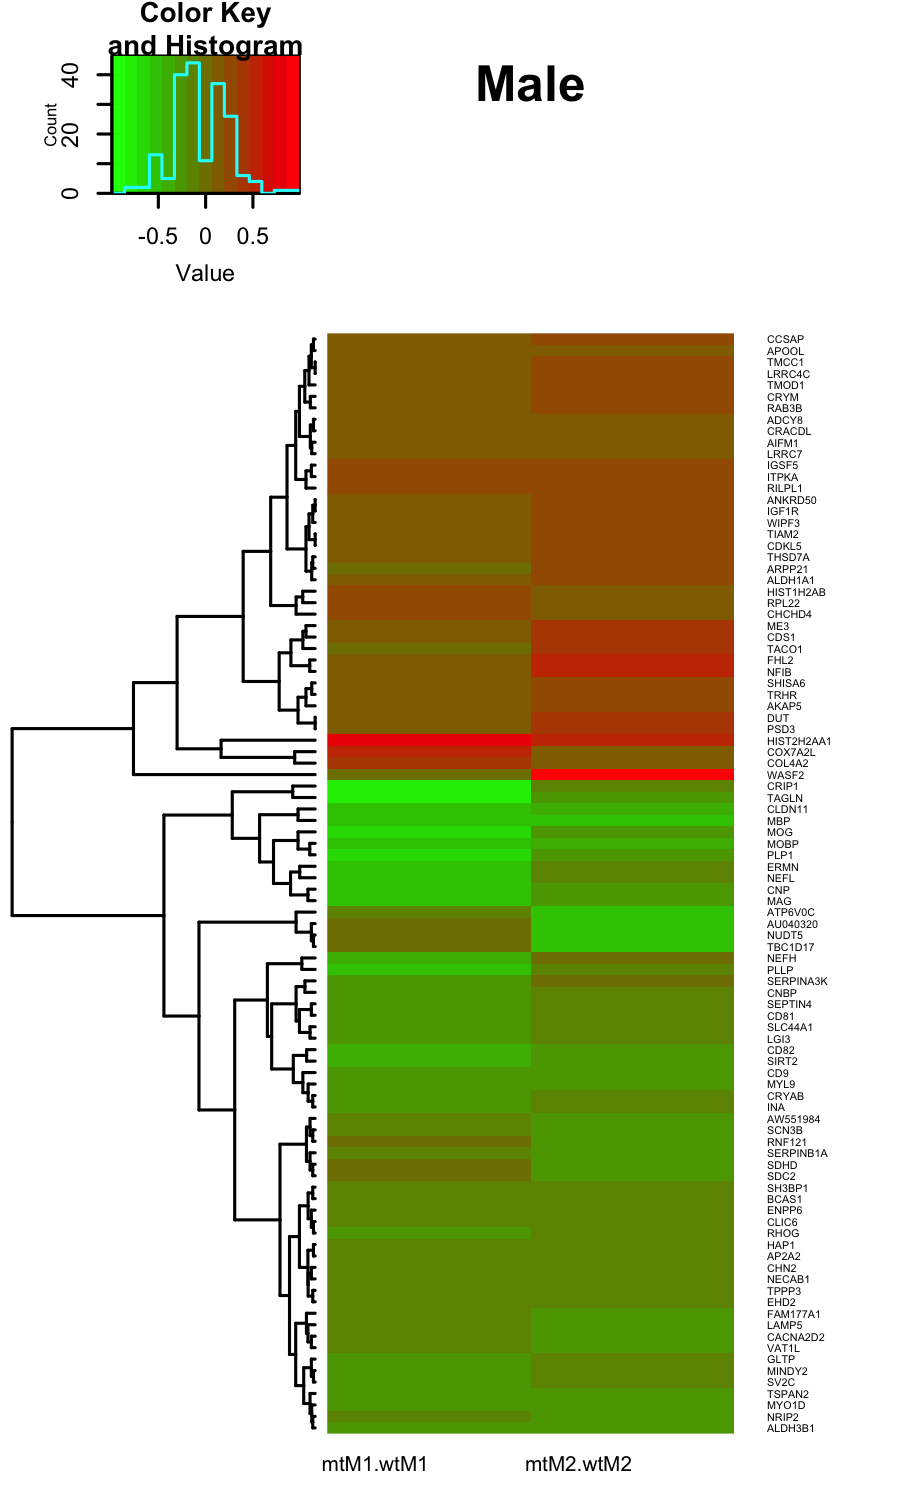 Color Key
and Histogram
Male
Count
0
20
40
-0.5 0 0.5
Value
CCSAP
APOOL
TMCC1
LRRC4C
TMOD1
CRYM
RAB3B
ADCY8
CRACDL
AIFM1
LRRC7
IGSF5
ITPKA
RILPL1
ANKRD50
IGF1R
WIPF3
TIAM2
CDKL5
THSD7A
ARPP21
ALDH1A1
HIST1H2AB
RPL22
CHCHD4
ME3
CDS1
TACO1
FHL2
NFIB
SHISA6
TRHR
AKAP5
DUT
PSD3
HIST2H2AA1
COX7A2L
COL4A2
WASF2
CRIP1
TAGLN
CLDN11
MBP
MOG
MOBP
PLP1
ERMN
NEFL
CNP
MAG
ATP6V0C
AU040320
NUDT5
TBC1D17
NEFH
PLLP
SERPINA3K
CNBP
SEPTIN4
CD81
SLC44A1
LGI3
CD82
SIRT2
CD9
MYL9
CRYAB
INA
AW551984
SCN3B
RNF121
SERPINB1A
SDHD
SDC2
SH3BP1
BCAS1
ENPP6
CLIC6
RHOG
HAP1
AP2A2
CHN2
NECAB1
TPPP3
EHD2
FAM177A1
LAMP5
CACNA2D2
VAT1L
GLTP
MINDY2
SV2C
TSPAN2
MYO1D
NRIP2
ALDH3B1
mtM1.wtM1 mtM2.wtM2